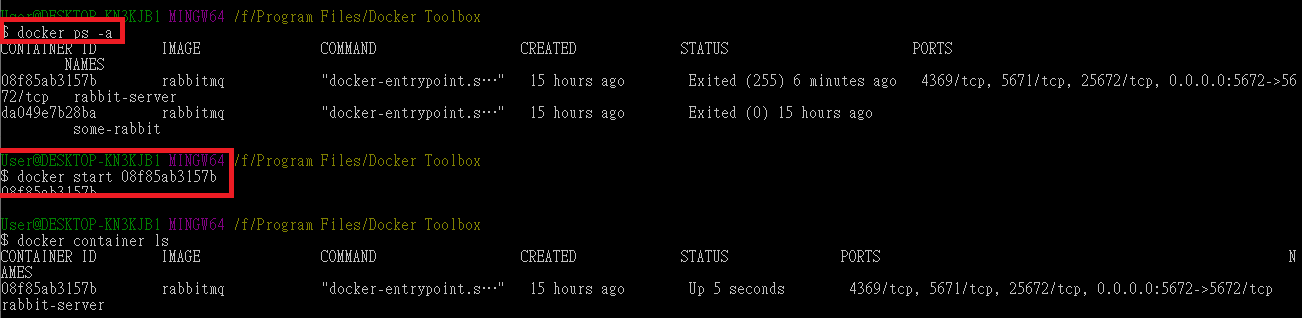 User@DESKTOP-KN3KJB1 MINGW64 /f/Program Files/Docker Toolbox
$ docker ps -a
CONTAINER ID IMAGE COMMAND CREATED STATUS PORTS
NAMES
08f85ab3157b rabbitmq "docker-entrypoint.s…" 15 hours ago Exited (255) 6 minutes ago 4369/tcp, 5671/tcp, 25672/tcp, 0.0.0.0:5672->56
72/tcp rabbit-server
da049e7b28ba rabbitmq "docker-entrypoint.s…" 15 hours ago Exited (0) 15 hours ago
some-rabbit
User@DESKTOP-KN3KJB1 MINGW64 /f/Program Files/Docker Toolbox
$ docker start 08f85ab3157b
08f85ab3157b
User@DESKTOP-KN3KJB1 MINGW64 /f/Program Files/Docker Toolbox
$ docker container ls
CONTAINER ID IMAGE COMMAND CREATED STATUS PORTS N
AMES
08f85ab3157b rabbitmq "docker-entrypoint.s…" 15 hours ago Up 5 seconds 4369/tcp, 5671/tcp, 25672/tcp, 0.0.0.0:5672->5672/tcp
rabbit-server